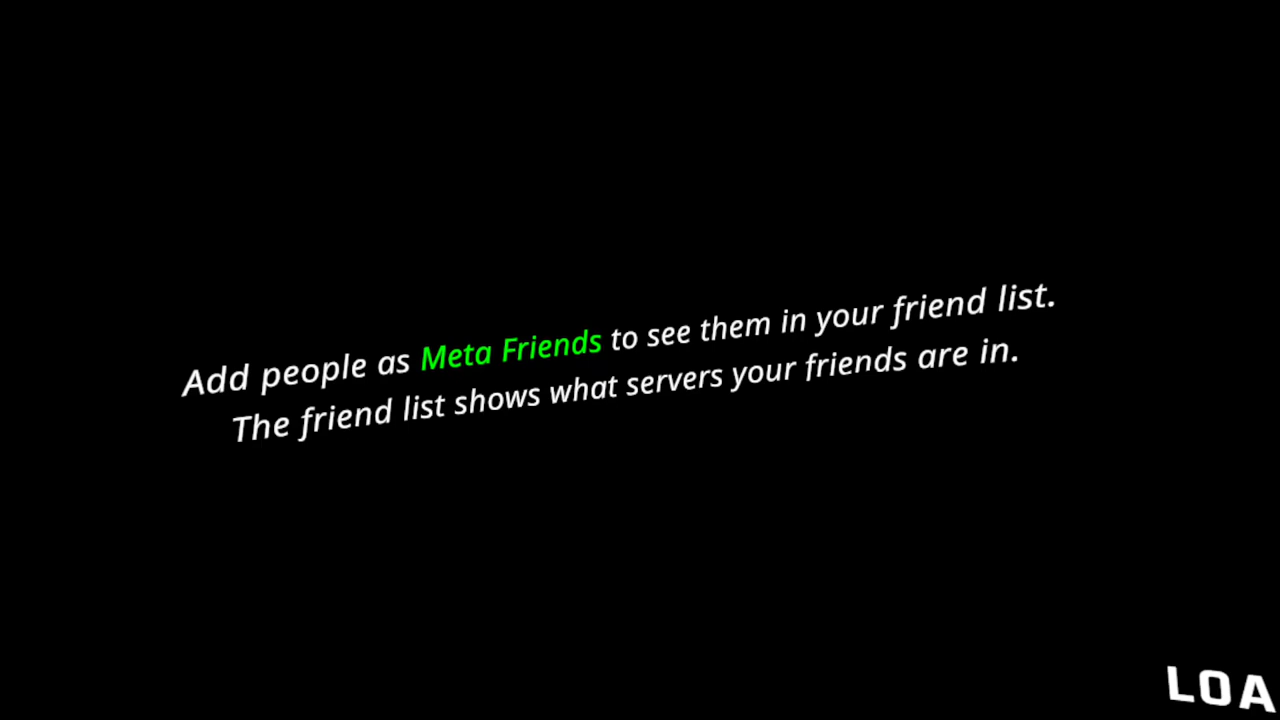 Add people as Meta Friends to see them in your friend list.
The friend list shows what servers your friends are in.
LOA